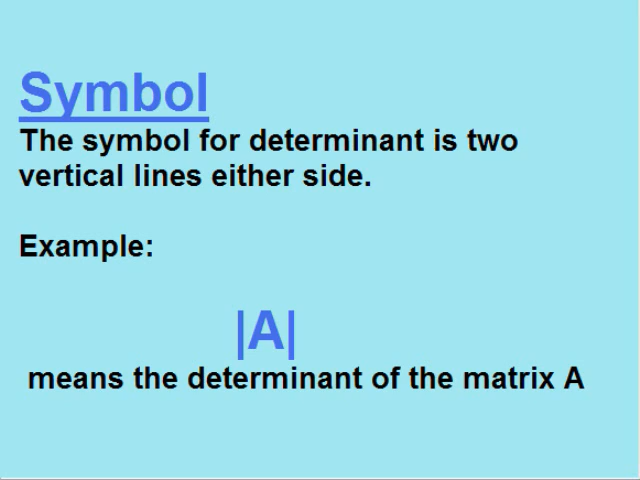 Symbol
The symbol for determinant is two
vertical lines either side.
Example:
|A|
means the determinant of the matrix A